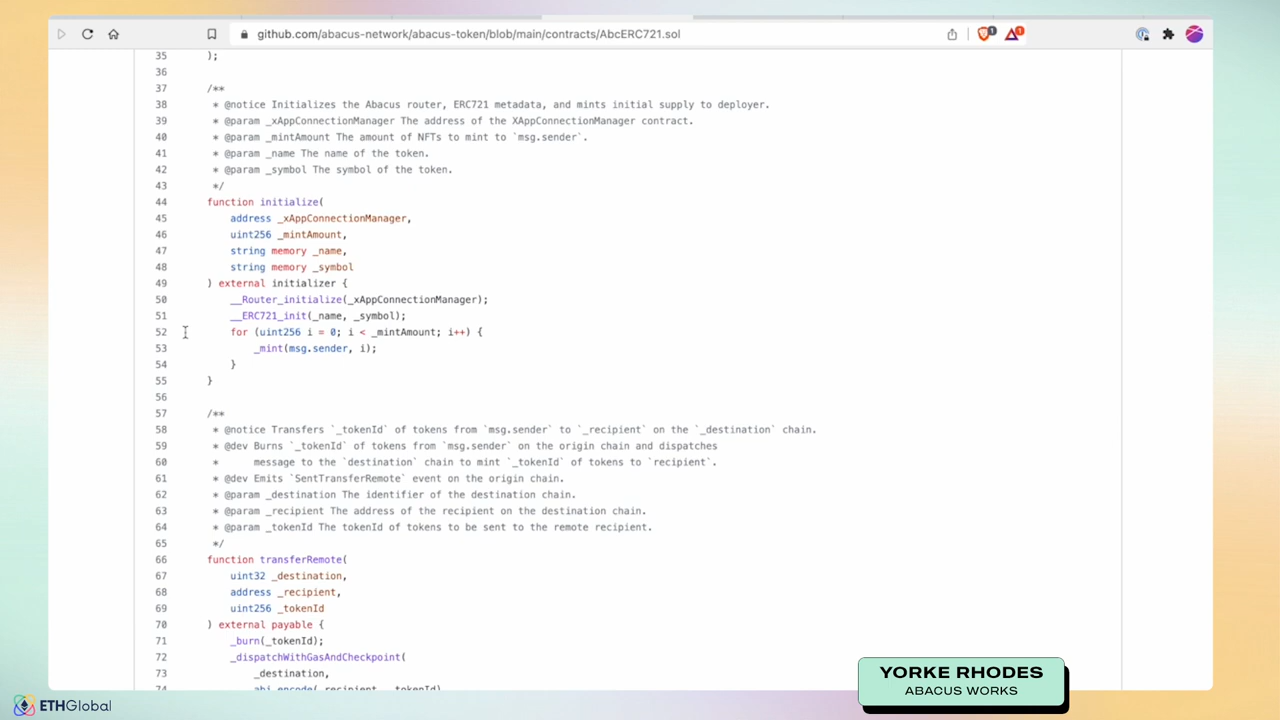 github.com/abacus-network/abacus-token/blob/main/contracts/AbcERC721.sol
1
1
35 );
36
37 /**
38 * @notice Initializes the Abacus router, ERC721 metadata, and mints initial supply to deployer.
39 * @param _xAppConnectionManager The address of the XAppConnectionManager contract.
40 * @param _mintAmount The amount of NFTs to mint to `msg.sender`.
41 * @param _name The name of the token.
42 * @param _symbol The symbol of the token.
43 */
44 function initialize(
45 address _xAppConnectionManager,
46 uint256 _mintAmount,
47 string memory _name,
48 string memory _symbol
49 ) external initializer {
50 __Router_initialize(_xAppConnectionManager);
51 __ERC721_init(_name, _symbol);
52 for (uint256 i = 0; i < _mintAmount; i++) {
53 _mint(msg.sender, i);
54 }
55 }
56
57 /**
58 * @notice Transfers `_tokenId` of tokens from `msg.sender` to `_recipient` on the `_destination` chain.
59 * @dev Burns `_tokenId` of tokens from `msg.sender` on the origin chain and dispatches
60 * message to the `destination` chain to mint `_tokenId` of tokens to `recipient`.
61 * @dev Emits `SentTransferRemote` event on the origin chain.
62 * @param _destination The identifier of the destination chain.
63 * @param _recipient The address of the recipient on the destination chain.
64 * @param _tokenId The tokenId of tokens to be sent to the remote recipient.
65 */
66 function transferRemote(
67 uint32 _destination,
68 address _recipient,
69 uint256 _tokenId
70 ) external payable {
71 _burn(_tokenId);
72 _dispatchWithGasAndCheckpoint(
73 _destination,
74 abi.encode(_recipient, _tokenId)
YORKE RHODES
ABACUS WORKS
ETHGlobal